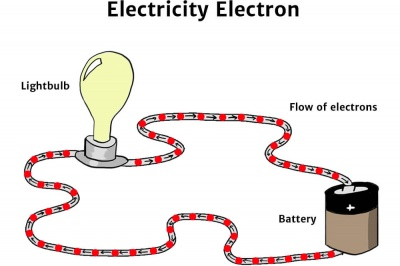 Electricity Electron
Lightbulb
Flow of electrons
Battery
+